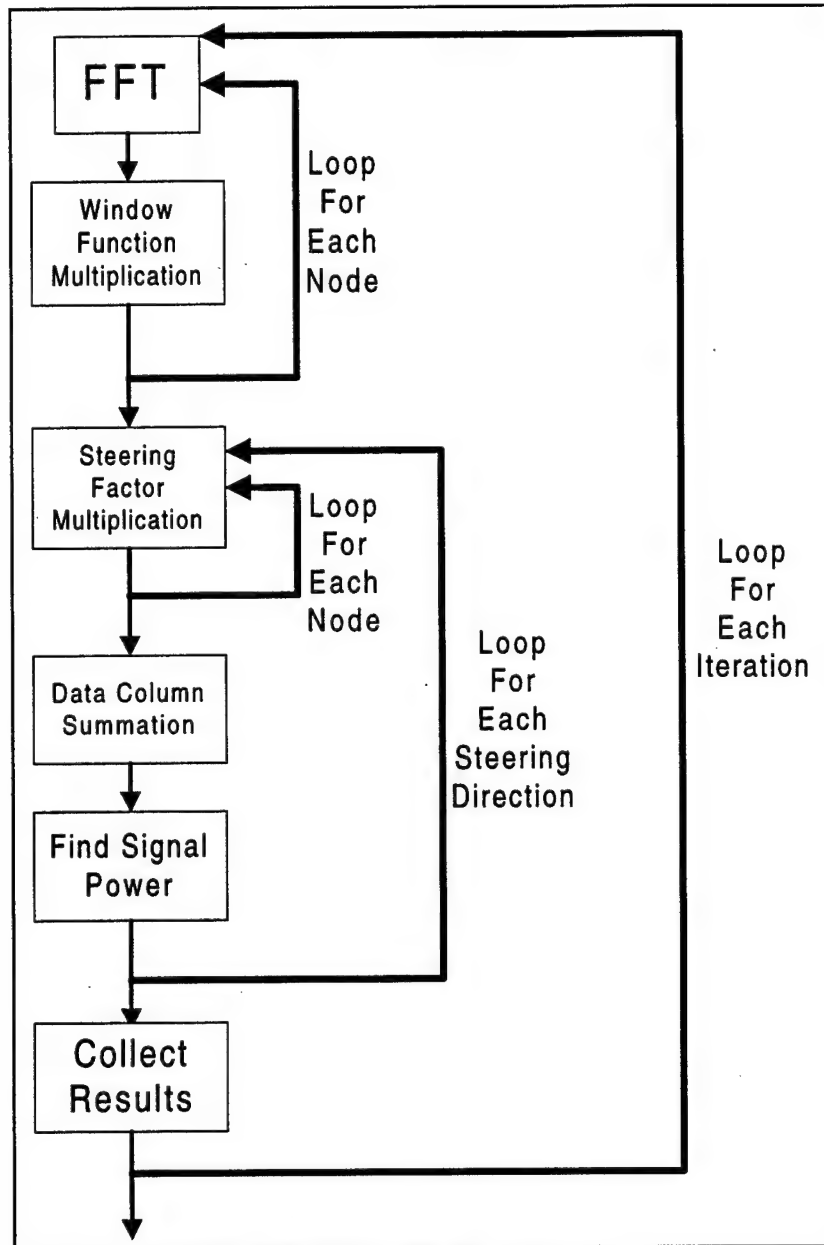 FFT
Window
Function
Multiplication
Loop
For
Each
Node
Steering
Factor
Multiplication
Loop
For
Each
Node
Data Column
Summation
Find Signal
Power
Loop
For
Each
Steering
Direction
Collect
Results
Loop
For
Each
Iteration